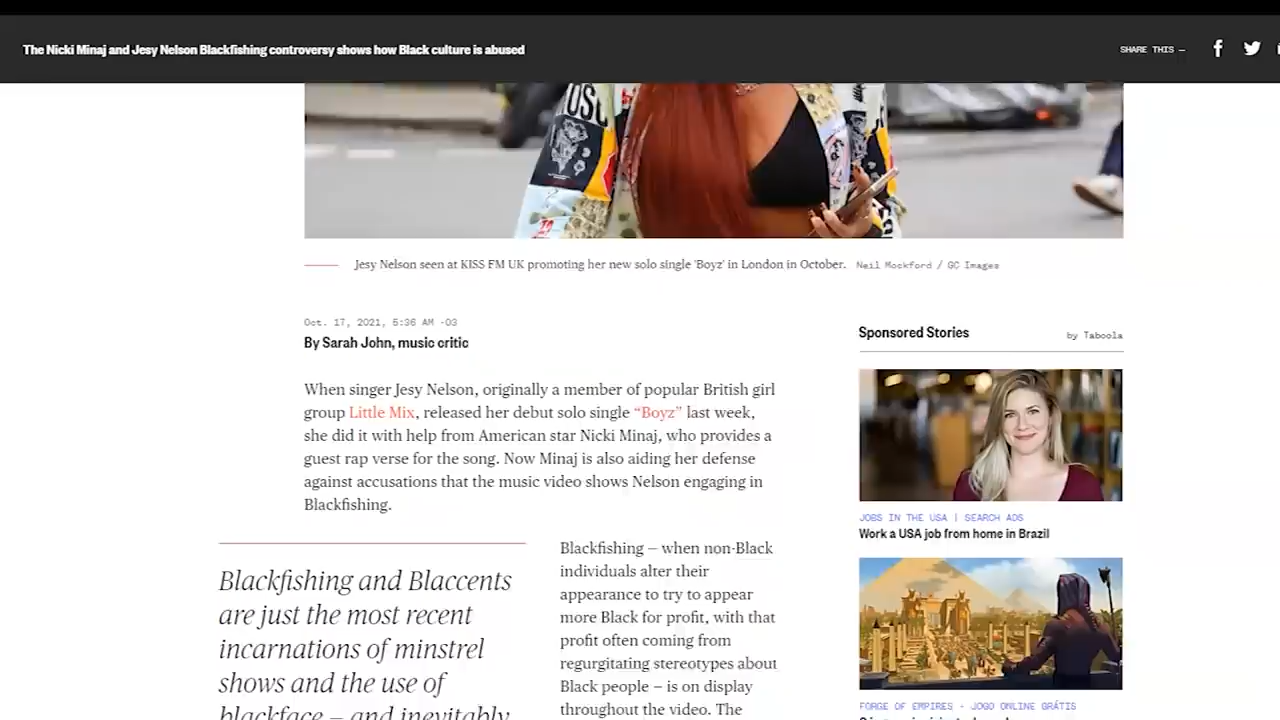 The Nicki Minaj and Jesy Nelson Blackfishing controversy shows how Black culture is abused
SHARE THIS —
Jesy Nelson seen at KISS FM UK promoting her new solo single 'Boyz' in London in October. Neil Mockford / GC Images
Oct. 17, 2021, 5:36 AM -03
By Sarah John, music critic
When singer Jesy Nelson, originally a member of popular British girl
group Little Mix, released her debut solo single “Boyz” last week,
she did it with help from American star Nicki Minaj, who provides a
guest rap verse for the song. Now Minaj is also aiding her defense
against accusations that the music video shows Nelson engaging in
Blackfishing.
Blackfishing and Blaccents
are just the most recent
incarnations of minstrel
shows and the use of
blackface — and inevitably
Blackfishing — when non-Black
individuals alter their
appearance to try to appear
more Black for profit, with that
profit often coming from
regurgitating stereotypes about
Black people — is on display
throughout the video. The
Sponsored Stories
by Taboola
JOBS IN THE USA | SEARCH ADS
Work a USA job from home in Brazil
FORGE OF EMPIRES - JOGO ONLINE GRÁTIS